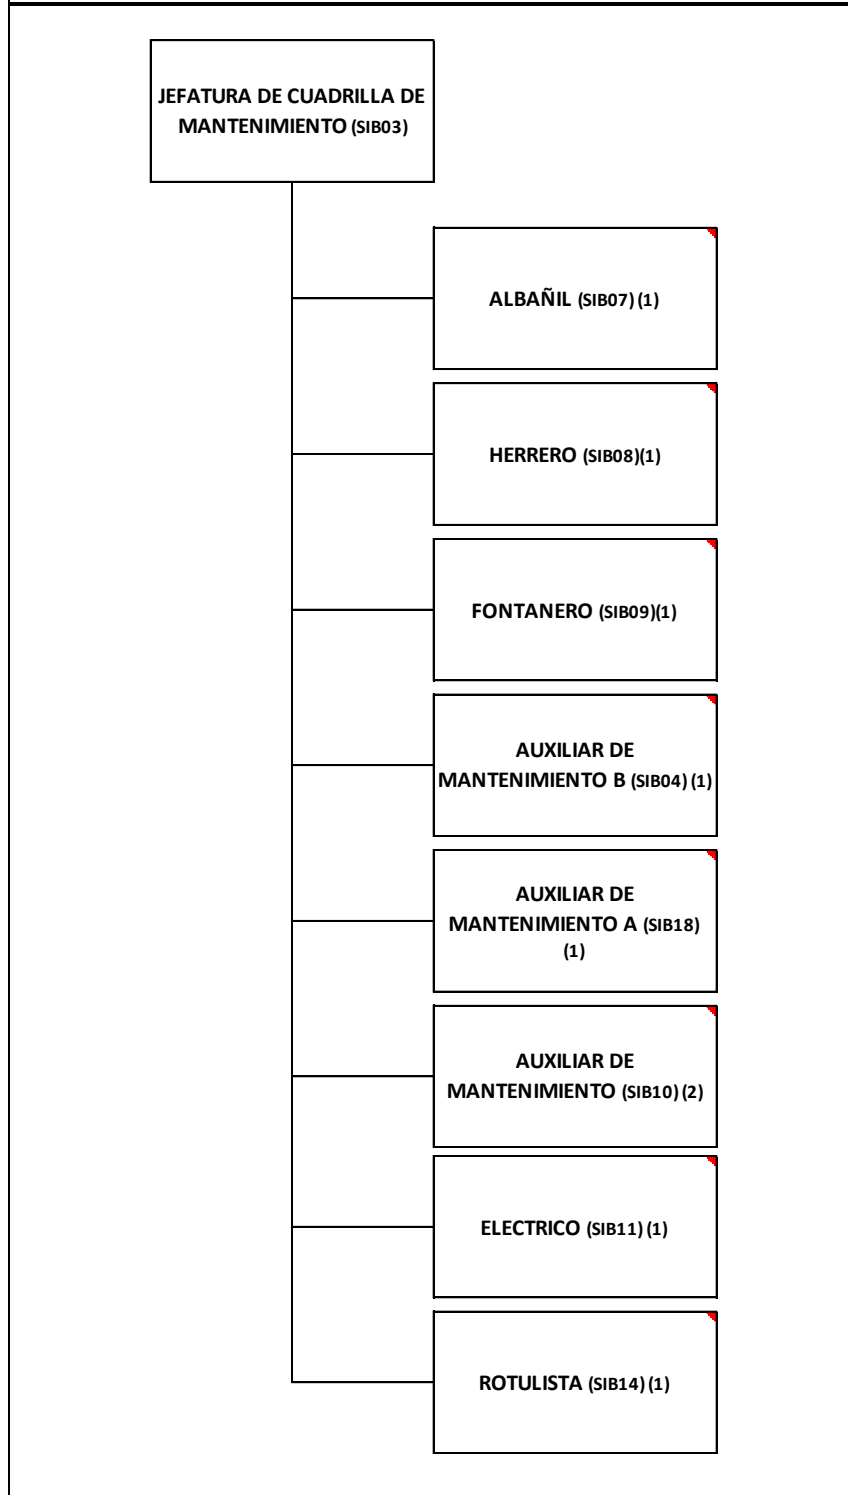 JEFATURA DE CUADRILLA DE
MANTENIMIENTO (SIB03)
ALBAÑIL (SIB07) (1)
HERRERO (SIB08)(1)
FONTANERO (SIB09)(1)
AUXILIAR DE
MANTENIMIENTO B (SIB04) (1)
AUXILIAR DE
MANTENIMIENTO A (SIB18)
(1)
AUXILIAR DE
MANTENIMIENTO (SIB10) (2)
ELECTRICO (SIB11) (1)
ROTULISTA (SIB14) (1)